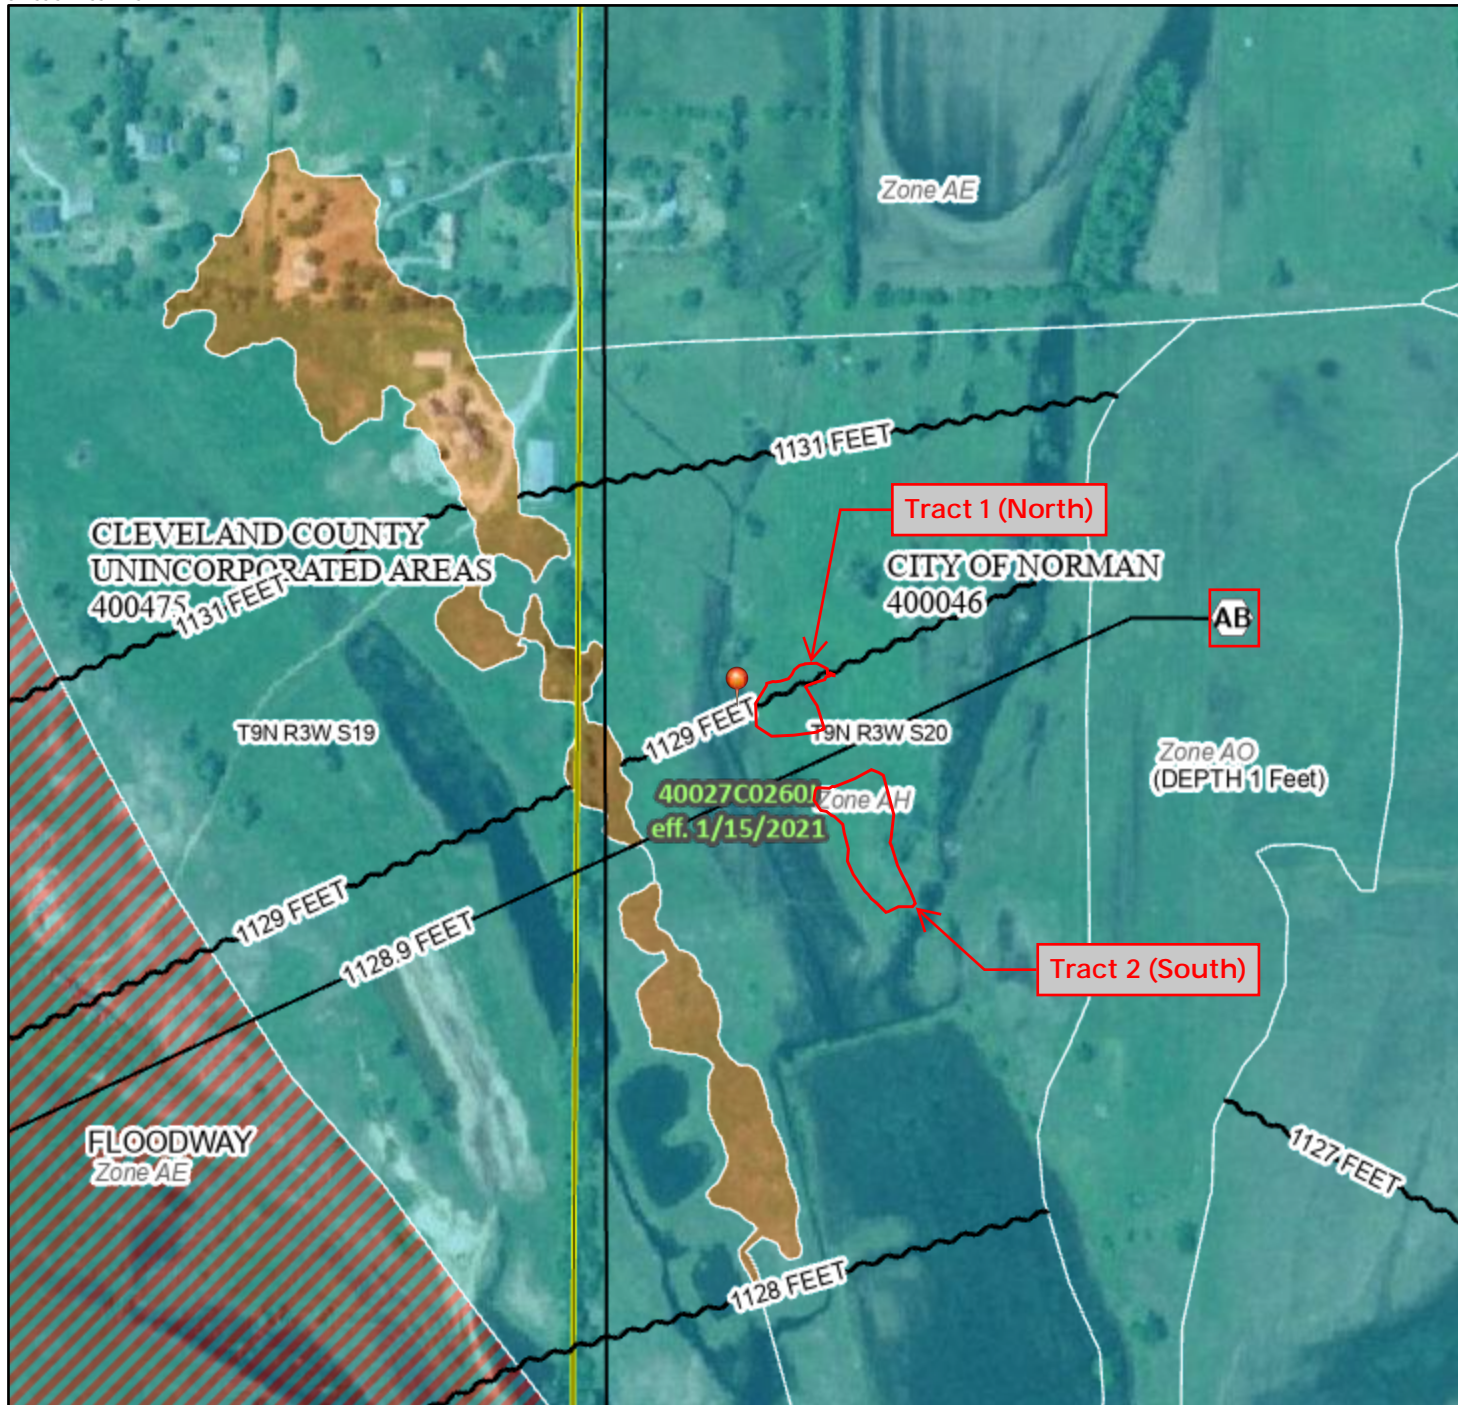 Zone AE
1131 FEET
Tract 1 (North)
CLEVELAND COUNTY
UNINCORPORATED AREAS
400475
1131 FEET
CITY OF NORMAN
400046
AB
T9N R3W S19
1129 FEET
T9N R3W S20
Zone AO
(DEPTH 1 Feet)
40027C0260J
eff. 1/15/2021
Zone AH
1129 FEET
1128.9 FEET
Tract 2 (South)
FLOODWAY
Zone AE
1127 FEET
1128 FEET